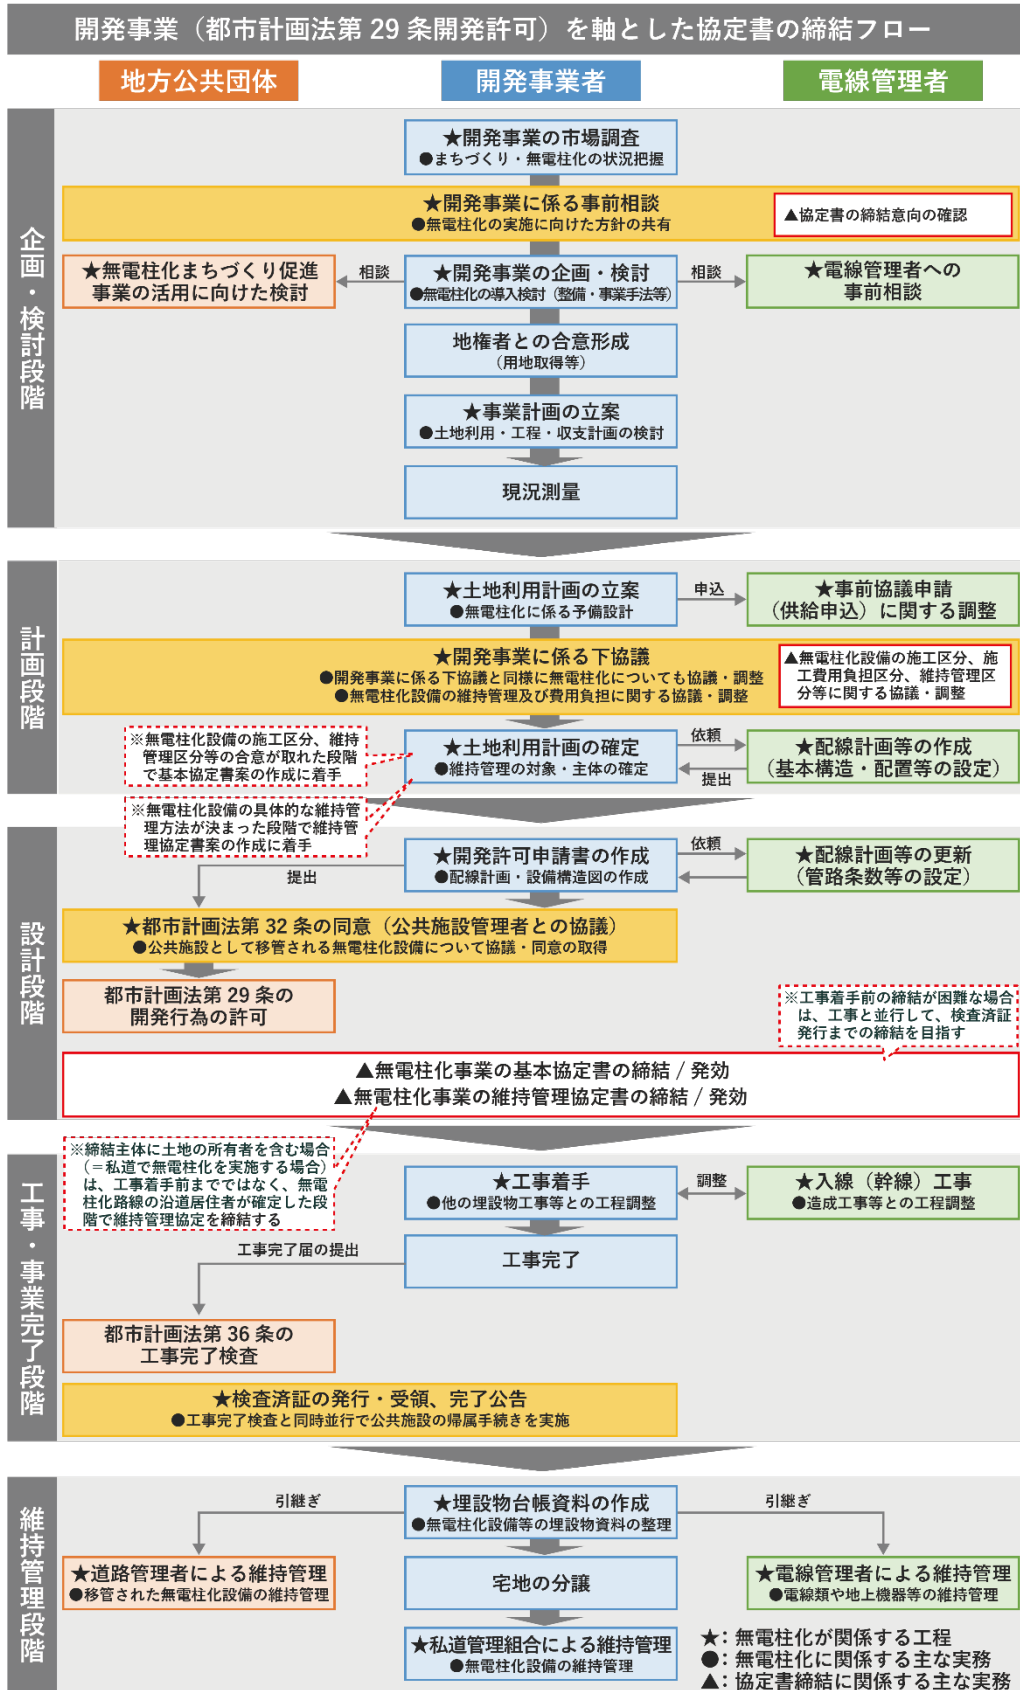 開発事業（都市計画法第 29 条開発許可）を軸とした協定書の締結フロー
地方公共団体
開発事業者
電線管理者
企画・検討段階
★開発事業の市場調査
●まちづくり・無電柱化の状況把握
★開発事業に係る事前相談
●無電柱化の実施に向けた方針の共有
▲協定書の締結意向の確認
★無電柱化まちづくり促進
事業の活用に向けた検討
相談
★開発事業の企画・検討
●無電柱化の導入検討（整備・事業手法等）
相談
★電線管理者への
事前相談
地権者との合意形成
（用地取得等）
★事業計画の立案
●土地利用・工程・収支計画の検討
現況測量
計画段階
★土地利用計画の立案
●無電柱化に係る予備設計
申込
★事前協議申請
（供給申込）に関する調整
★開発事業に係る下協議
●開発事業に係る下協議と同様に無電柱化についても協議・調整
●無電柱化設備の維持管理及び費用負担に関する協議・調整
▲無電柱化設備の施工区分、施
工費用負担区分、維持管理区
分等に関する協議・調整
※無電柱化設備の施工区分、維持
管理区分等の合意が取れた段階
で基本協定書案の作成に着手
★土地利用計画の確定
●維持管理の対象・主体の確定
依頼
提出
★配線計画等の作成
（基本構造・配置等の設定）
※無電柱化設備の具体的な維持管
理方法が決まった段階で維持管
理協定書案の作成に着手
設計段階
提出
★開発許可申請書の作成
●配線計画・設備構造図の作成
依頼
★配線計画等の更新
（管路条数等の設定）
★都市計画法第 32 条の同意（公共施設管理者との協議）
●公共施設として移管される無電柱化設備について協議・同意の取得
都市計画法第 29 条の
開発行為の許可
※工事着手前の締結が困難な場合
は、工事と並行して、検査済証
発行までの締結を目指す
▲無電柱化事業の基本協定書の締結 / 発効
▲無電柱化事業の維持管理協定書の締結 / 発効
※締結主体に土地の所有者を含む場合
（＝私道で無電柱化を実施する場合）
は、工事着手前までではなく、無電
柱化路線の沿道居住者が確定した段
階で維持管理協定を締結する
工事・事業完了段階
★工事着手
●他の埋設物工事等との工程調整
調整
★入線（幹線）工事
●造成工事等との工程調整
工事完了届の提出
工事完了
都市計画法第 36 条の
工事完了検査
★検査済証の発行・受領、完了公告
●工事完了検査と同時並行で公共施設の帰属手続きを実施
維持管理段階
引継ぎ
★埋設物台帳資料の作成
●無電柱化設備等の埋設物資料の整理
引継ぎ
★道路管理者による維持管理
●移管された無電柱化設備の維持管理
宅地の分譲
★電線管理者による維持管理
●電線類や地上機器等の維持管理
★私道管理組合による維持管理
●無電柱化設備の維持管理
★：無電柱化が関係する工程
●：無電柱化に関係する主な実務
▲：協定書締結に関係する主な実務